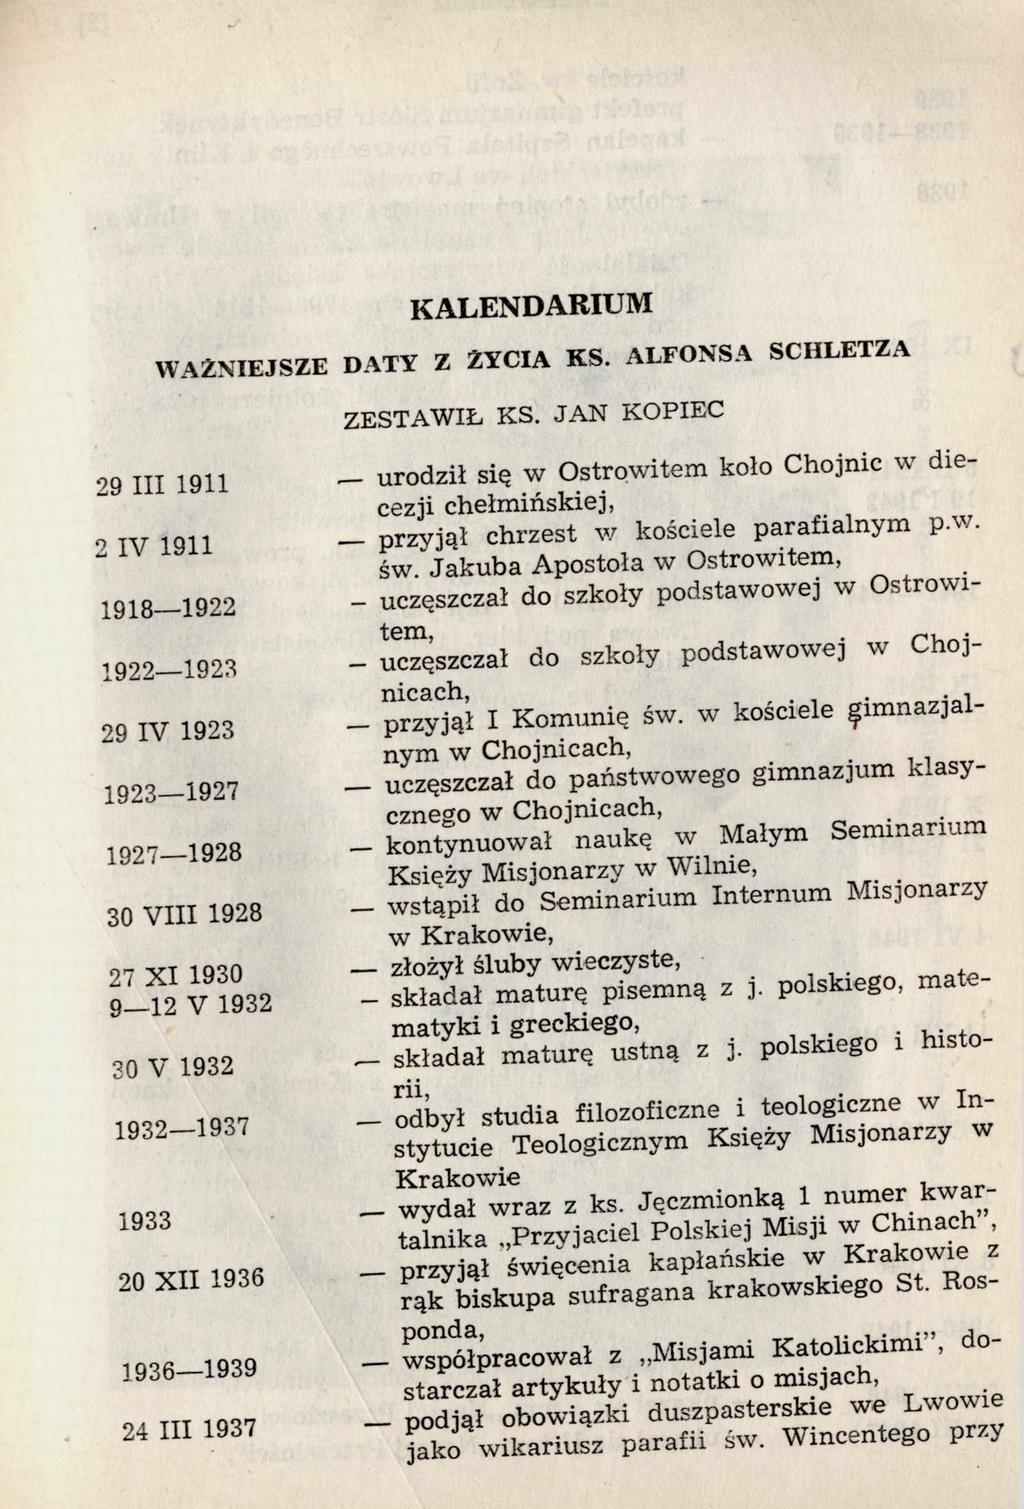 KALENDARIUM
WAŻNIEJSZE DATY Z ŻYCIA KS. ALFONSA SCHLETZA
ZESTAWIŁ KS. JAN KOPIEC
29 III 1911 — urodził się w Ostrowitem koło Chojnic w die-
cezji chełmińskiej,
2 IV 1911 — przyjął chrzest w kościele parafialnym p.w.
św. Jakuba Apostoła w Ostrowitem,
1918—1922 — uczęszczał do szkoły podstawowej w Ostrowi-
tem,
1922—1923 — uczęszczał do szkoły podstawowej w Choj-
nicach,
29 IV 1923 — przyjął I Komunię św. w kościele gimnazjal-
nym w Chojnicach,
1923—1927 — uczęszczał do państwowego gimnazjum klasy-
cznego w Chojnicach,
1927—1928 — kontynuował naukę w Małym Seminarium
Księży Misjonarzy w Wilnie,
30 VIII 1928 — wstąpił do Seminarium Internum Misjonarzy
w Krakowie,
27 XI 1930 — złożył śluby wieczyste,
9—12 V 1932 — składał maturę pisemną z j. polskiego, mate-
matyki i greckiego,
30 V 1932 — składał maturę ustną z j. polskiego i histo-
rii,
1932—1937 — odbył studia filozoficzne i teologiczne w In-
stytucie Teologicznym Księży Misjonarzy w
Krakowie
1933 — wydał wraz z ks. Jęczmionką 1 numer kwar-
talnika „Przyjaciel Polskiej Misji w Chinach”,
20 XII 1936 — przyjął święcenia kapłańskie w Krakowie z
rąk biskupa sufragana krakowskiego St. Ros-
ponda,
1936—1939 — współpracował z „Misjami Katolickimi”, do-
starczał artykuły i notatki o misjach,
24 III 1937 — podjął obowiązki duszpasterskie we Lwowie
jako wikariusz parafii św. Wincentego przy